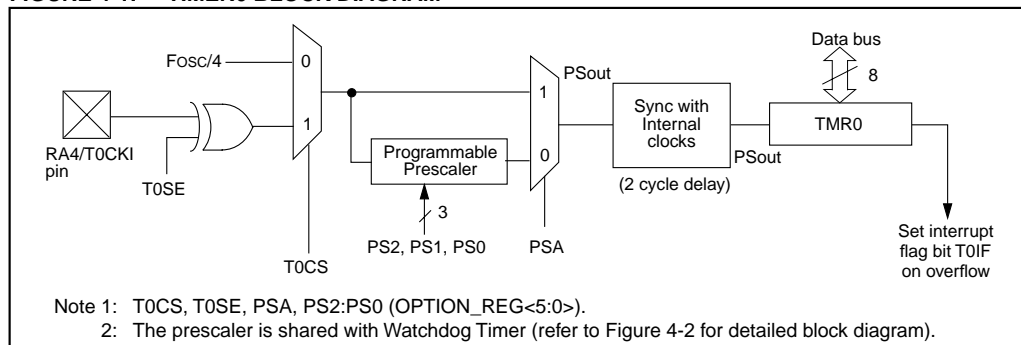 Data bus
FOSC/4
0
PSout
8
1
Sync with
Internal
clocks
TMR0
1
RA4/T0CKI
pin
Programmable
Prescaler
0
PSout
T0SE
(2 cycle delay)
3
PS2, PS1, PS0
PSA
Set interrupt
flag bit T0IF
on overflow
T0CS
Note 1: T0CS, T0SE, PSA, PS2:PS0 (OPTION_REG<5:0>).
2: The prescaler is shared with Watchdog Timer (refer to Figure 4-2 for detailed block diagram).